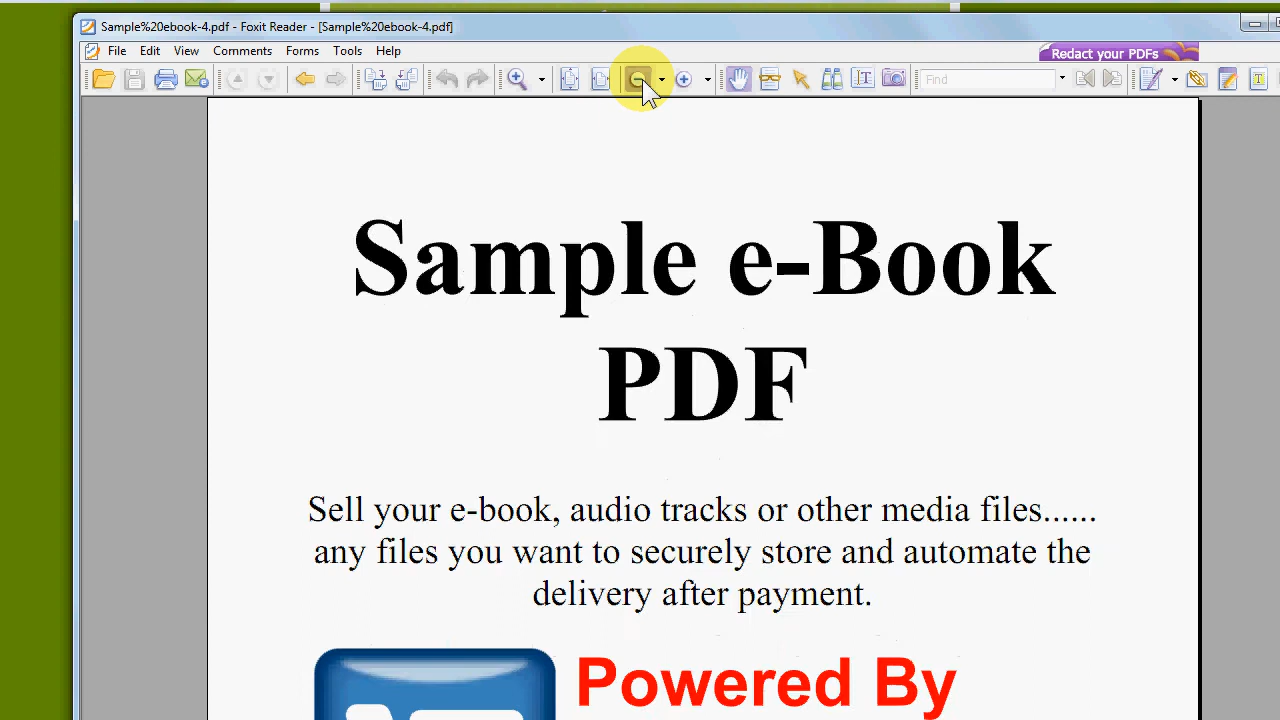 Sample%20ebook-4.pdf - Foxit Reader - [Sample%20ebook-4.pdf]
File Edit View Comments Forms Tools Help
Redact your PDFs
Find
Sample e-Book
PDF
Sell your e-book, audio tracks or other media files......
any files you want to securely store and automate the
delivery after payment.
Powered By